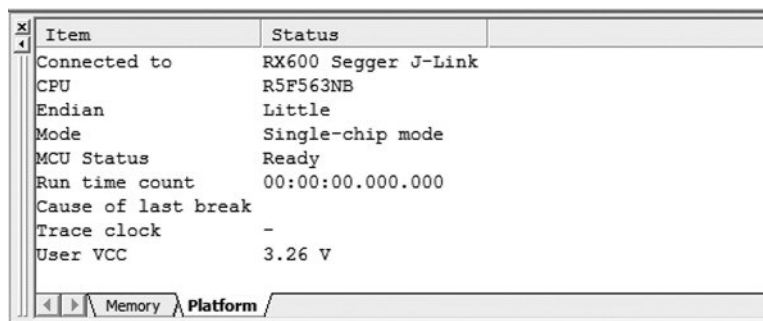 Item Status
Connected to RX600 Segger J-Link
CPU R5F563NB
Endian Little
Mode Single-chip mode
MCU Status Ready
Run time count 00:00:00.000.000
Cause of last break
Trace clock -
User VCC 3.26 V
Memory Platform